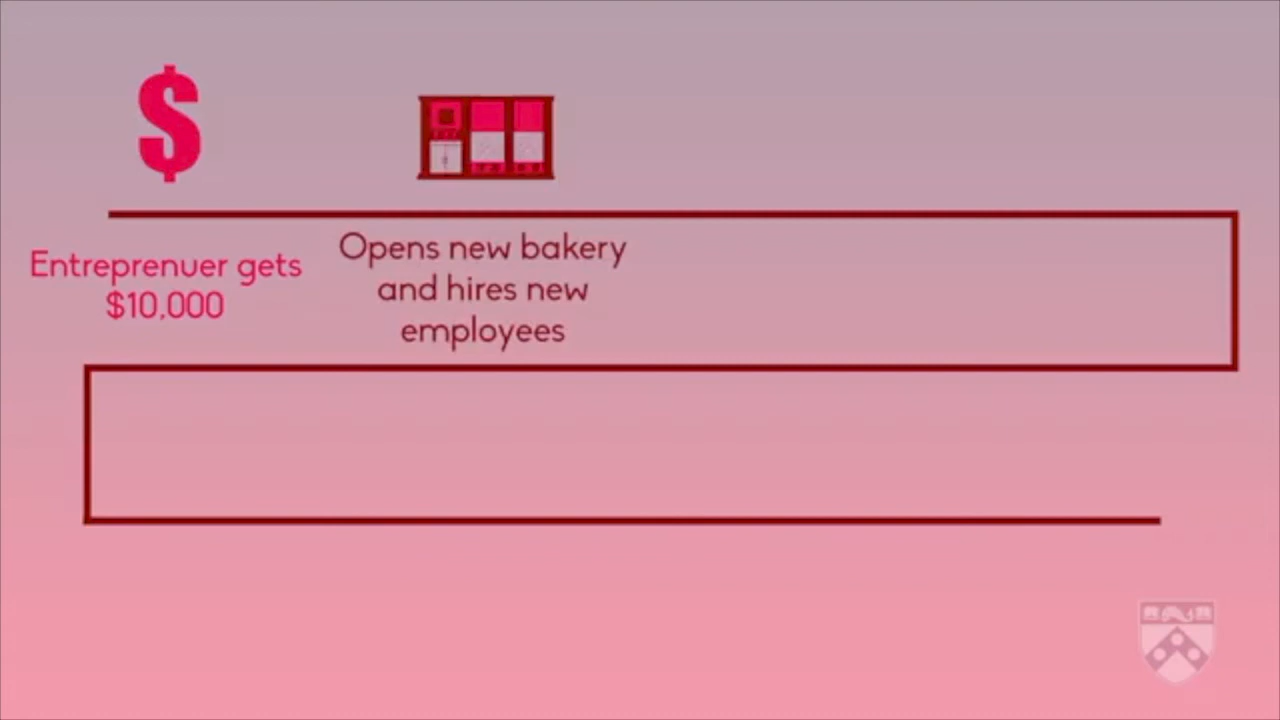 $
Entreprenuer gets
$10,000
Opens new bakery
and hires new
employees